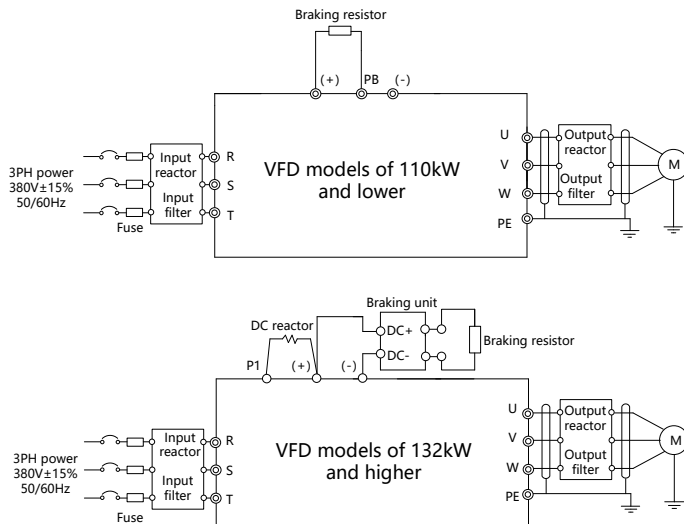 Braking resistor
(+) PB (-)
3PH power
380V±15%
50/60Hz
Fuse
Input
reactor
Input
filter
R
S
T
VFD models of 110kW
and lower
U
V
W
PE
Output
reactor
Output
filter
M
Braking unit
DC reactor
DC+
DC-
Braking resistor
P1 (+) (-)
3PH power
380V±15%
50/60Hz
Fuse
Input
reactor
Input
filter
R
S
T
VFD models of 132kW
and higher
U
V
W
PE
Output
reactor
Output
filter
M